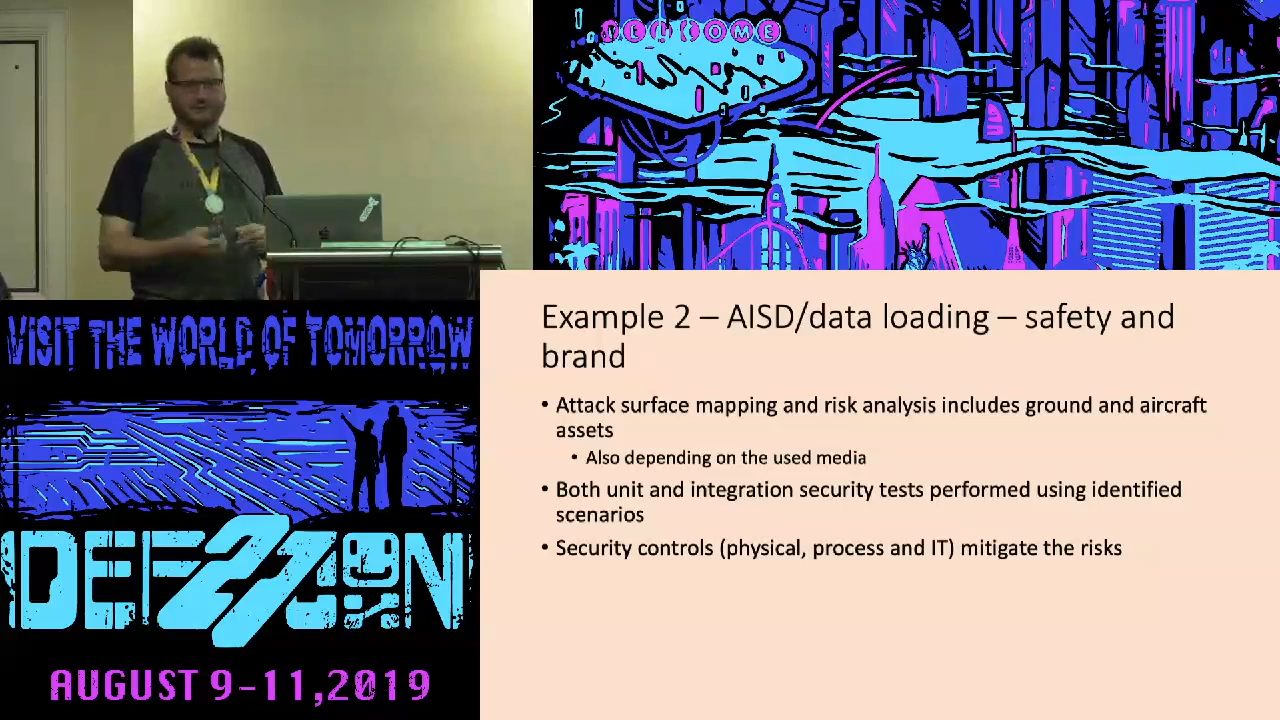 WELCOME
VISIT THE WORLD OF TOMORROW
DEF CON
27
AUGUST 9-11,2019
Example 2 – AISD/data loading – safety and
brand
• Attack surface mapping and risk analysis includes ground and aircraft
assets
• Also depending on the used media
• Both unit and integration security tests performed using identified
scenarios
• Security controls (physical, process and IT) mitigate the risks